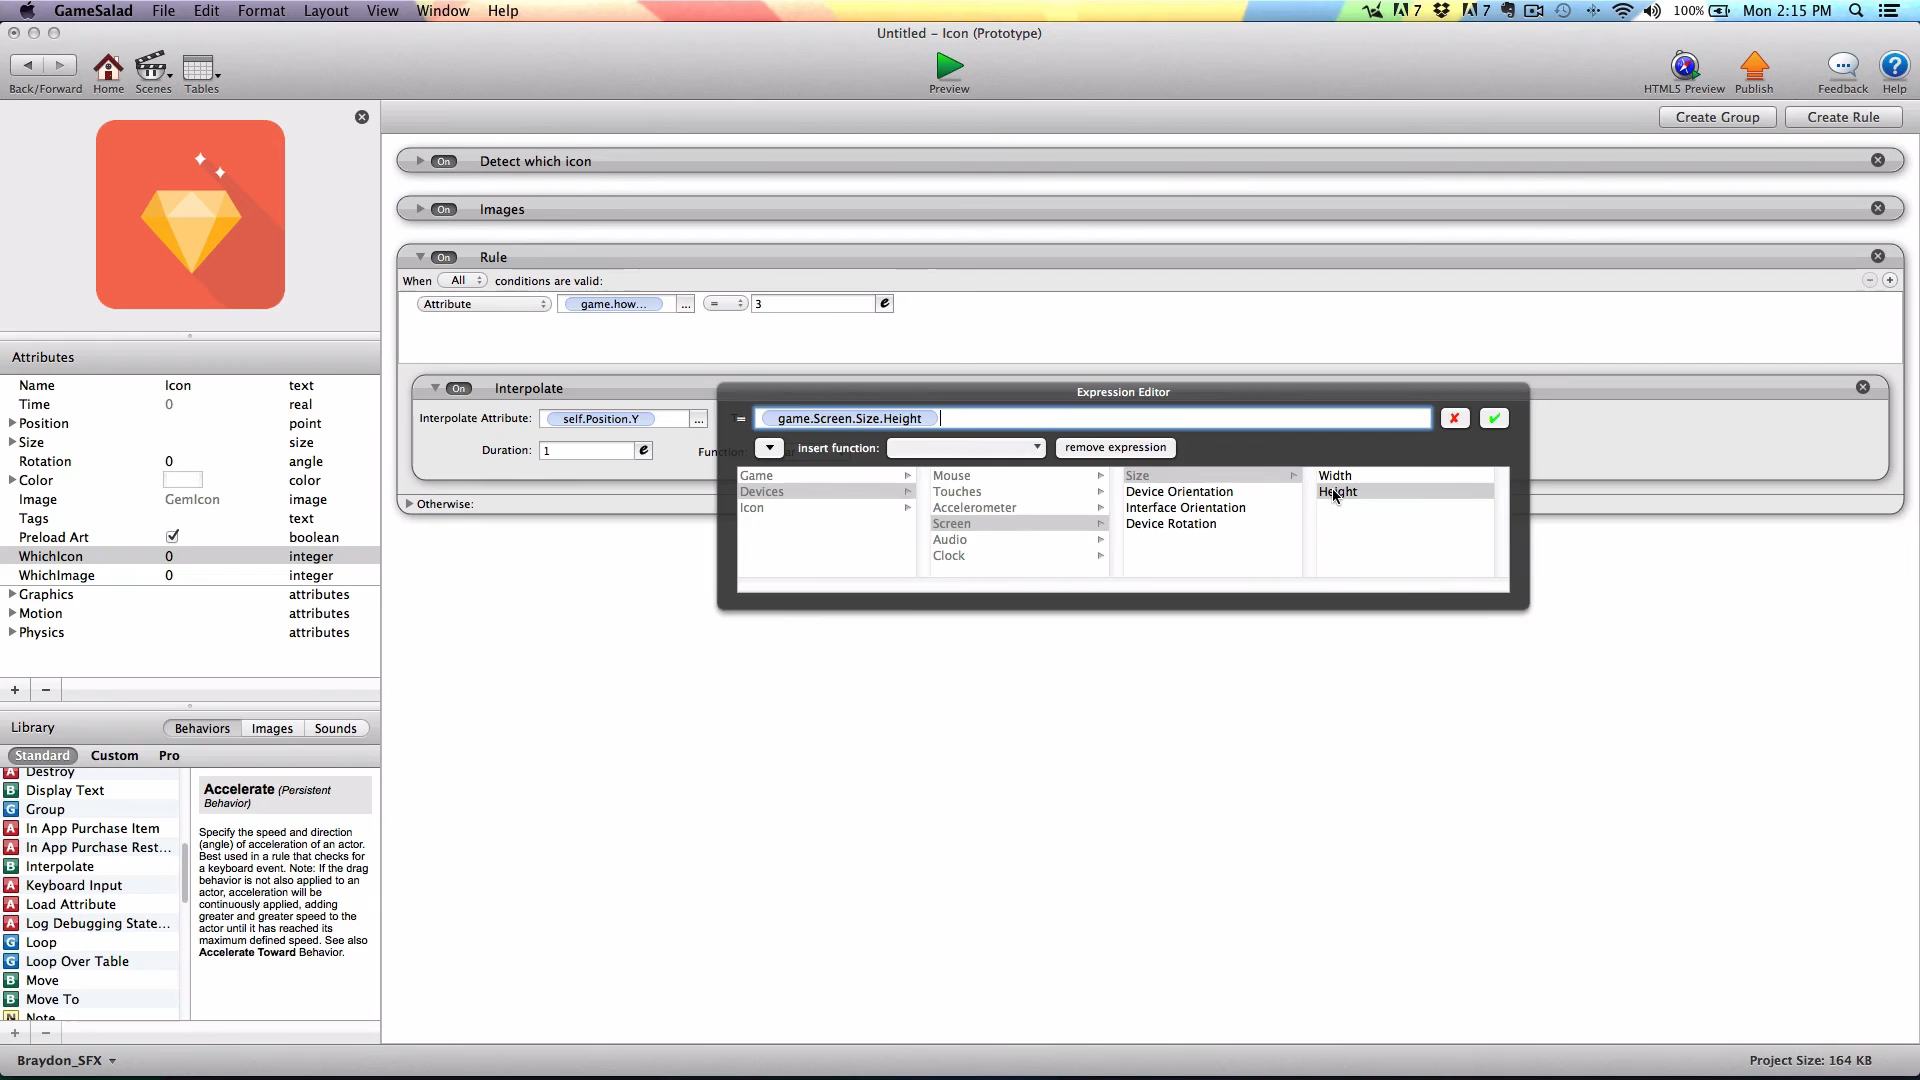 GameSalad File Edit Format Layout View Window Help
7 7 100% Mon 2:15 PM
Untitled – Icon (Prototype)
Back/Forward Home Scenes Tables Preview HTML5 Preview Publish Feedback Help
Create Group Create Rule
On Detect which icon
On Images
On Rule
When All conditions are valid:
Attribute game.how... ... = 3 e
On Interpolate
Interpolate Attribute: self.Position.Y ...
Duration: 1 e
Otherwise:
Expression Editor
= game.Screen.Size.Height
insert function: remove expression
Game Mouse Size Width
Devices Touches Device Orientation Height
Icon Accelerometer Interface Orientation
Screen Device Rotation
Audio
Clock
Attributes
Name Icon text
Time 0 real
Position point
Size size
Rotation 0 angle
Color color
Image GemIcon image
Tags text
Preload Art boolean
WhichIcon 0 integer
WhichImage 0 integer
Graphics attributes
Motion attributes
Physics attributes
+ −
Library Behaviors Images Sounds
Standard Custom Pro
Destroy
Display Text
Group
In App Purchase Item
In App Purchase Rest...
Interpolate
Keyboard Input
Load Attribute
Log Debugging State...
Loop
Loop Over Table
Move
Move To
Note
Accelerate (Persistent
Behavior)
Specify the speed and direction
(angle) of acceleration of an actor.
Best used in a rule that checks for
a keyboard event. Note: If the drag
behavior is not also applied to an
actor, acceleration will be
continuously applied, adding
greater and greater speed to the
actor until it has reached its
maximum defined speed. See also
Accelerate Toward Behavior.
+ −
Braydon_SFX Project Size: 164 KB